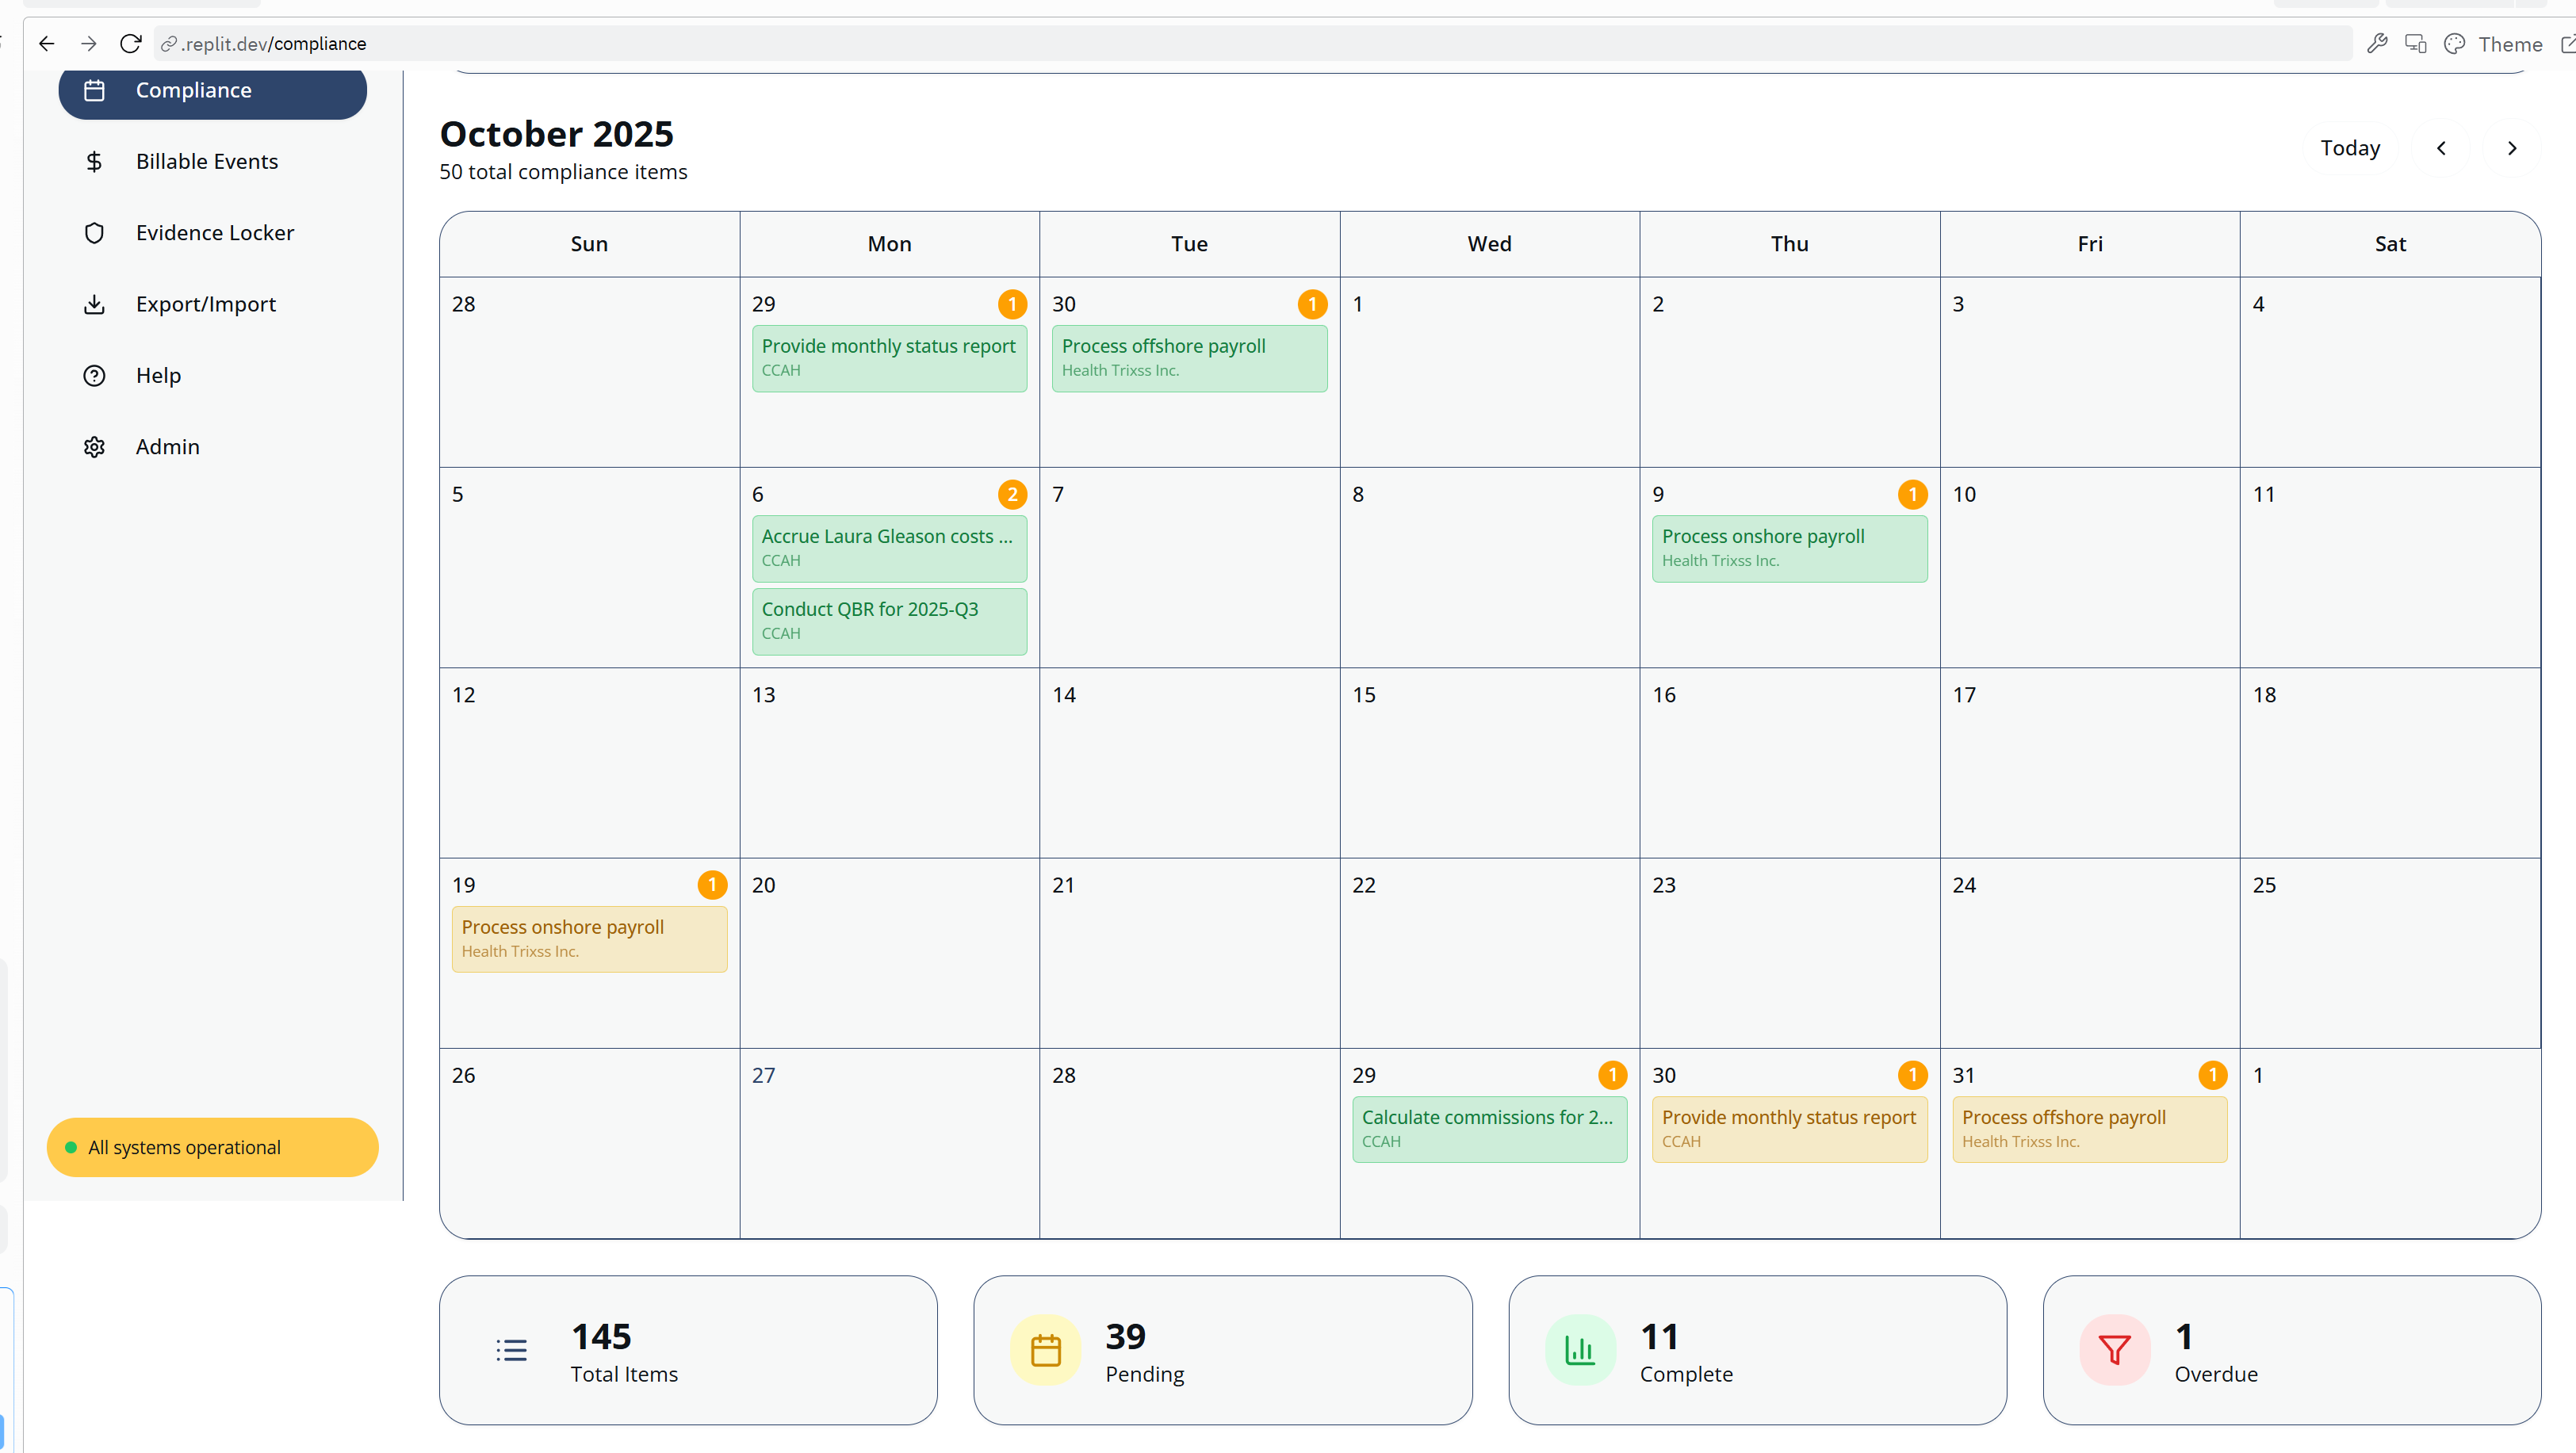 .replit.dev/compliance
Theme
Compliance
Billable Events
Evidence Locker
Export/Import
Help
Admin
All systems operational
October 2025
50 total compliance items
Today
Sun Mon Tue Wed Thu Fri Sat
28 29 1 30 1 1 2 3 4
Provide monthly status report
CCAH
Process offshore payroll
Health Trixss Inc.
5 6 2 7 8 9 1 10 11
Accrue Laura Gleason costs ...
CCAH
Conduct QBR for 2025-Q3
CCAH
Process onshore payroll
Health Trixss Inc.
12 13 14 15 16 17 18
19 1 20 21 22 23 24 25
Process onshore payroll
Health Trixss Inc.
26 27 28 29 1 30 1 31 1 1
Calculate commissions for 2...
CCAH
Provide monthly status report
CCAH
Process offshore payroll
Health Trixss Inc.
145
Total Items
39
Pending
11
Complete
1
Overdue